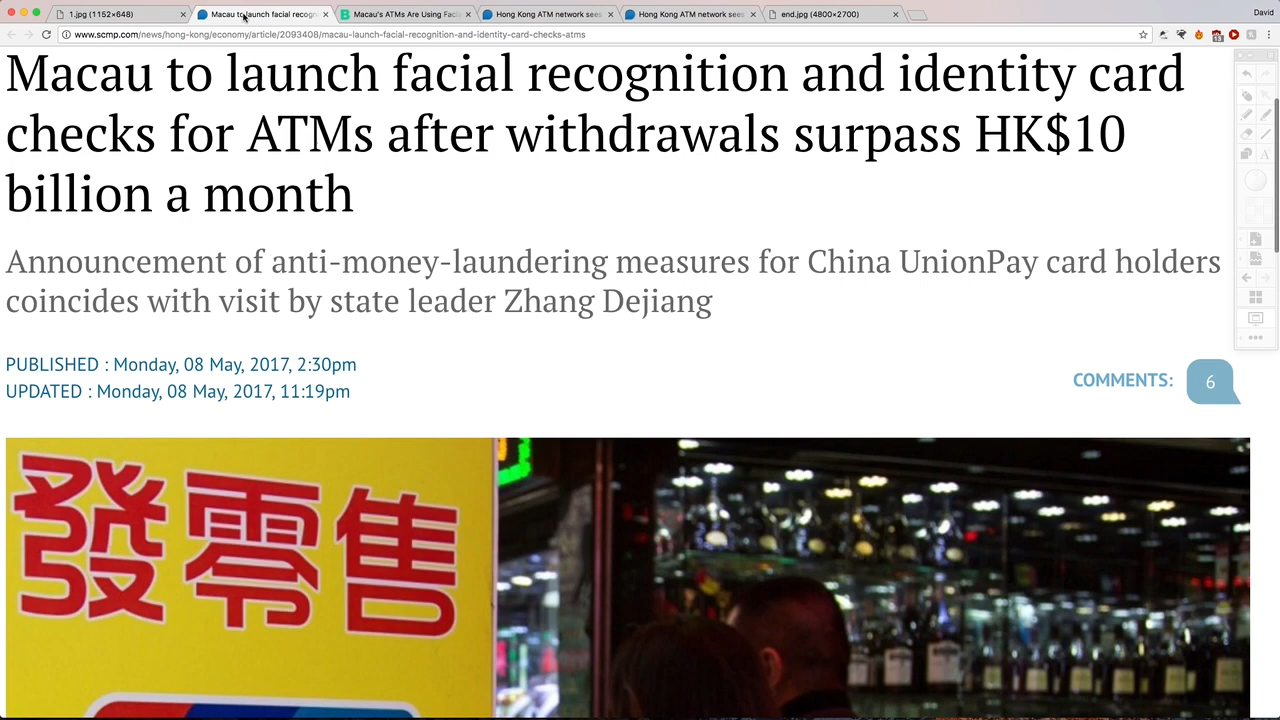 1.jpg (1152×648)
Macau to launch facial recogn
Macau's ATMs Are Using Facia
Hong Kong ATM network sees
Hong Kong ATM network sees
end.jpg (4800×2700)
David
www.scmp.com/news/hong-kong/economy/article/2093408/macau-launch-facial-recognition-and-identity-card-checks-atms
13
Macau to launch facial recognition and identity card
checks for ATMs after withdrawals surpass HK$10
billion a month
Announcement of anti-money-laundering measures for China UnionPay card holders
coincides with visit by state leader Zhang Dejiang
PUBLISHED : Monday, 08 May, 2017, 2:30pm
UPDATED : Monday, 08 May, 2017, 11:19pm
COMMENTS: 6
發零售